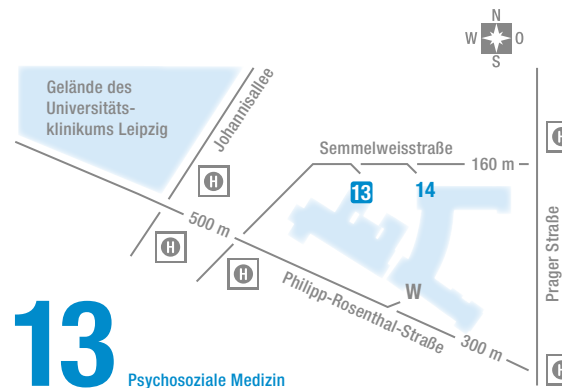 N
W O
S
Gelände des
Universitäts-
klinikums Leipzig
Johannisallee
Semmelweisstraße
160 m
H
H
13
14
500 m
H
H
Prager Straße
W
Philipp-Rosenthal-Straße
300 m
H
13
Psychosoziale Medizin